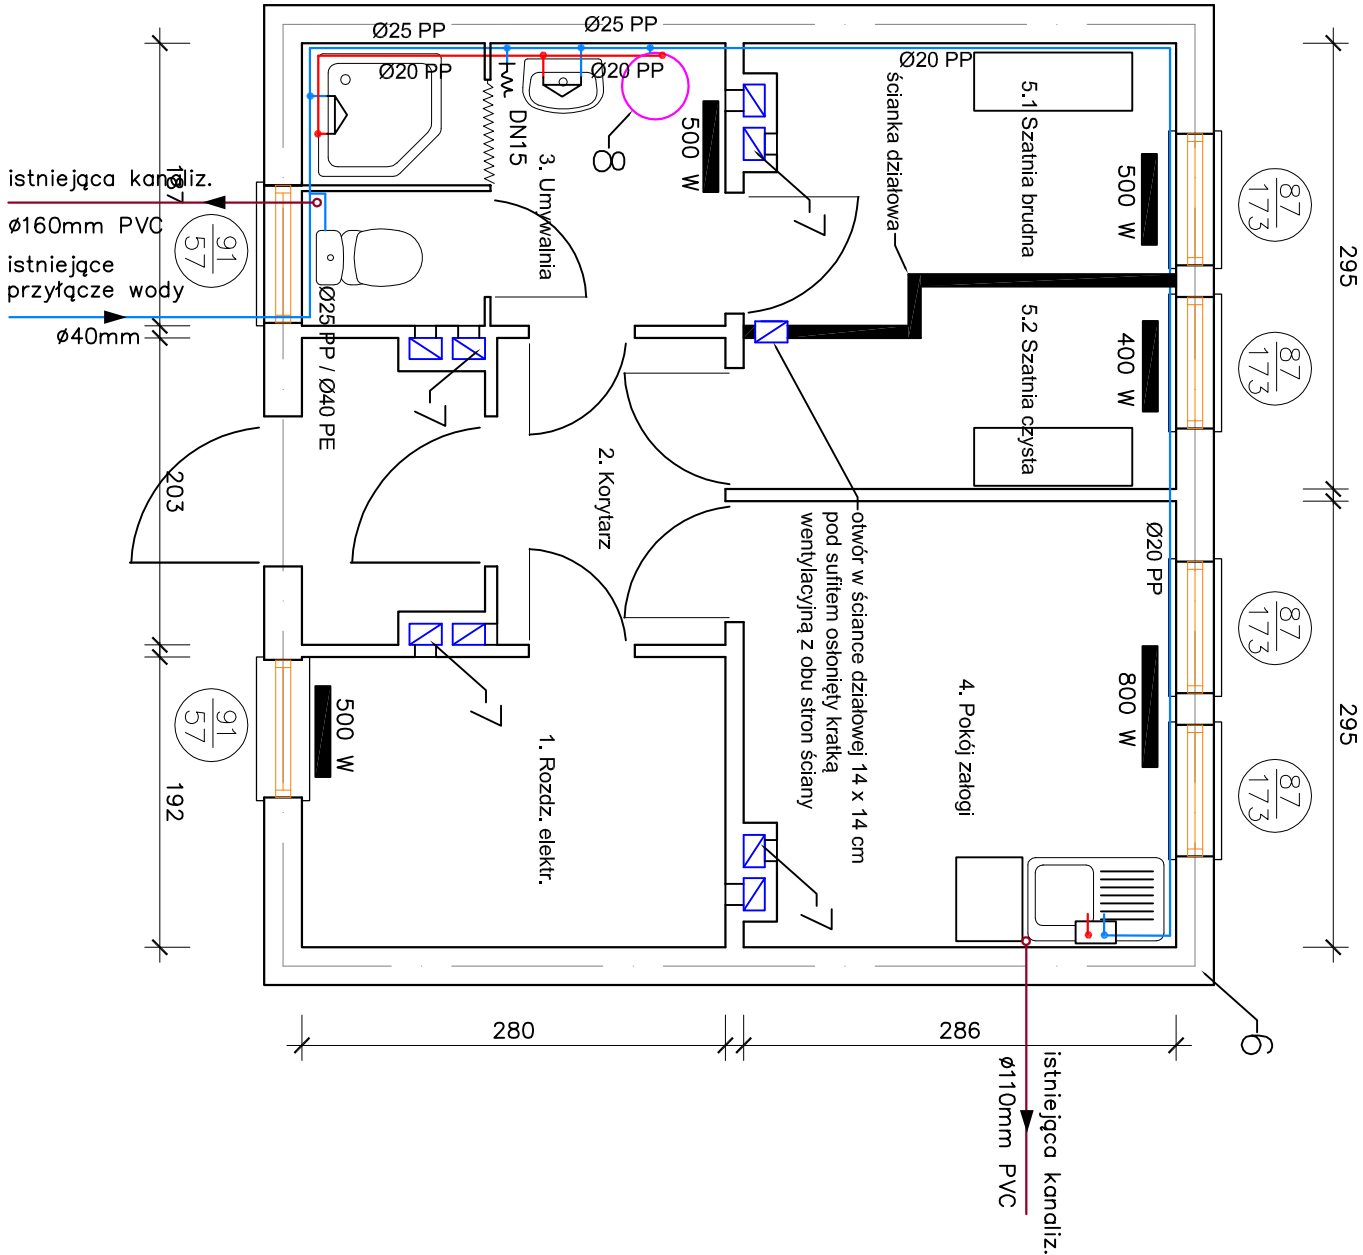 Ø25 PP
Ø25 PP
Ø20 PP
Ø20 PP
Ø20 PP
DN15
3. Umywalnia
8
500 W
7
ścianka działowa
5.1 Szatnia brudna
500 W
87
173
295
istniejąca kanaliz.
187
ø160mm PVC
91
57
istniejące
przyłącze wody
ø40mm
Ø25 PP / Ø40 PE
7
5.2 Szatnia czysta
400 W
87
173
203
2. Korytarz
otwór w ściance działowej 14 x 14 cm
pod sufitem osłonięty kratką
wentylacyjną z obu stron ściany
Ø20 PP
87
173
7
91
57
500 W
1. Rozdz. elektr.
4. Pokój załogi
800 W
295
87
173
192
7
6
280
286
istniejąca kanaliz.
ø110mm PVC